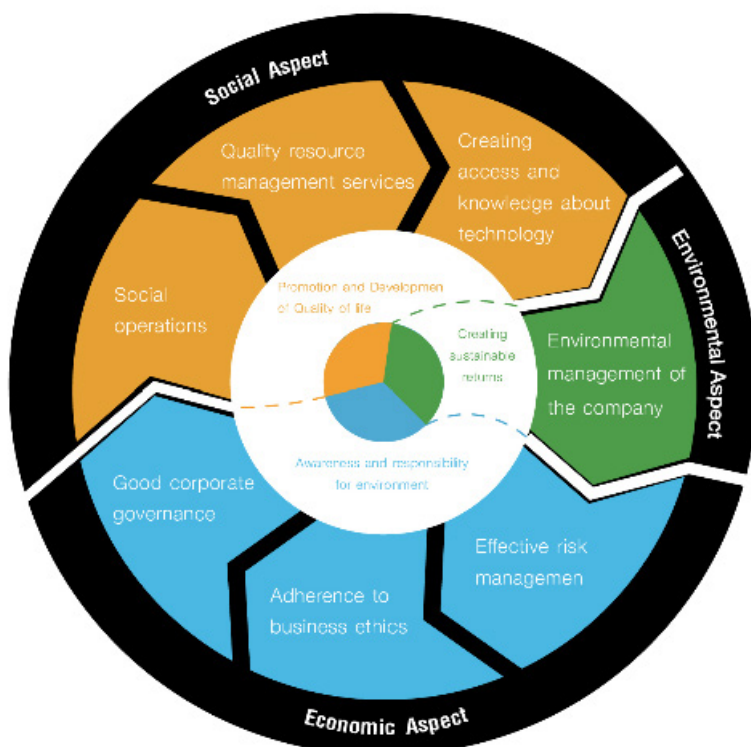 Social Aspect
Quality resource
management services
Creating
access and
knowledge about
technology
Environmental Aspect
Social
operations
Promotion and Developmen
of Quality of life
Creating
sustainable
returns
Environmental
management of
the company
Awareness and responsibility
for environment
Good corporate
governance
Effective risk
managemen
Adherence to
business ethics
Economic Aspect